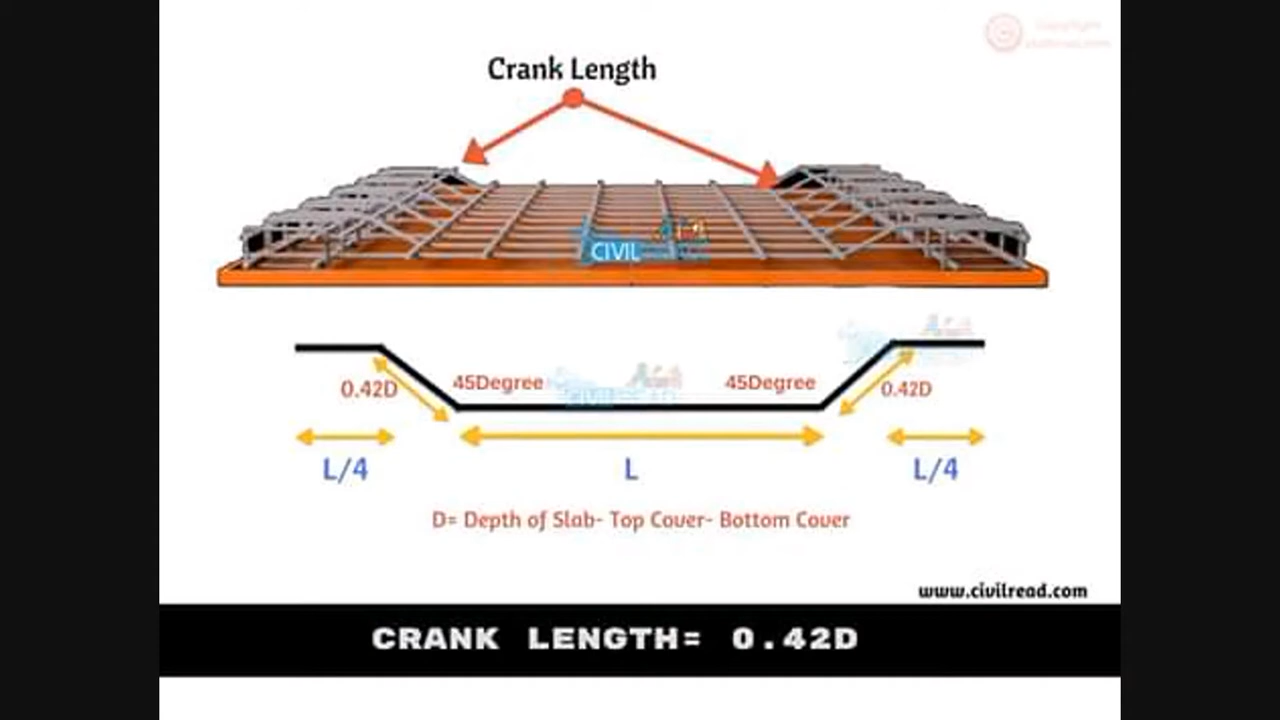 Copyright
Crank Length
CIVIL
0.42D
45Degree
45Degree
0.42D
L/4
L
L/4
D= Depth of Slab- Top Cover- Bottom Cover
www.civilread.com
CRANK LENGTH= 0.42D